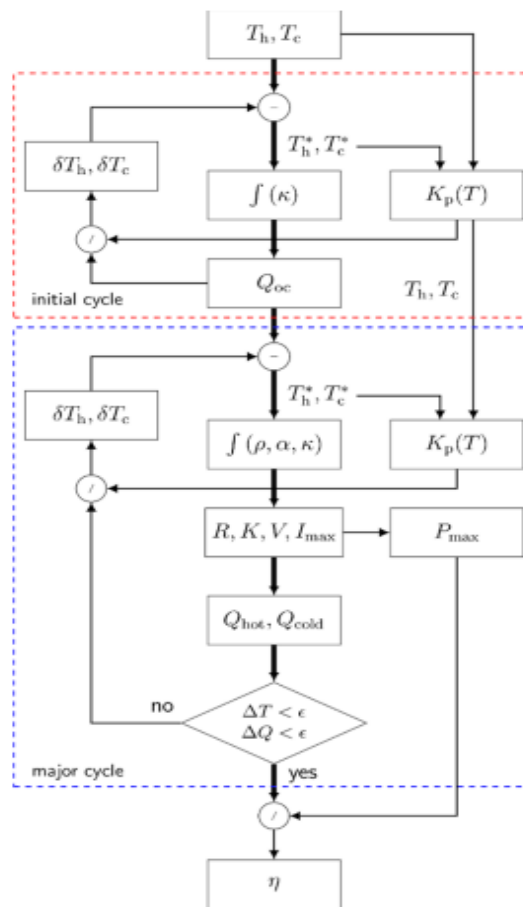 T_h, T_c
−
T_h^*, T_c^*
δT_h, δT_c
∫ (κ)
K_p(T)
/
Q_oc
T_h, T_c
initial cycle
−
T_h^*, T_c^*
δT_h, δT_c
∫ (ρ, α, κ)
K_p(T)
/
R, K, V, I_max
P_max
Q_hot, Q_cold
no
ΔT < ϵ
ΔQ < ϵ
major cycle
yes
/
η